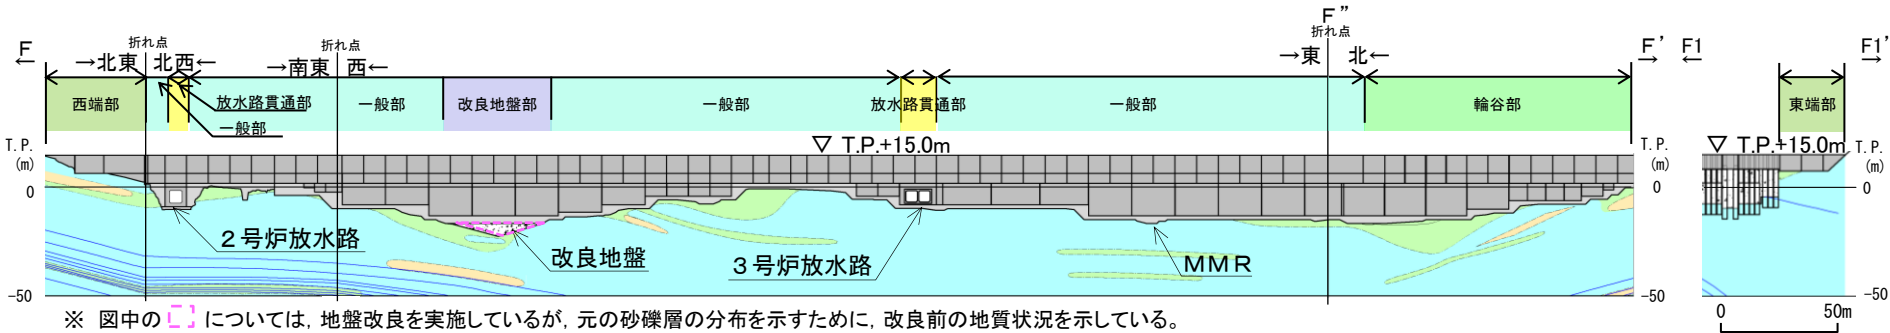 F F” F’ F1 F1’
折れ点 折れ点 折れ点
→北東 北西← →南東 西← →東 北←
西端部 放水路貫通部 一般部 改良地盤部 一般部 放水路貫通部 一般部 輪谷部 東端部
一般部
T.P. ▽ T.P.+15.0m T.P. ▽ T.P.+15.0m T.P.
(m) (m) (m)
0 0 0
2号炉放水路 改良地盤 3号炉放水路 MMR
-50 -50 -50
※ 図中の については, 地盤改良を実施しているが, 元の砂礫層の分布を示すために, 改良前の地質状況を示している。
0 50m